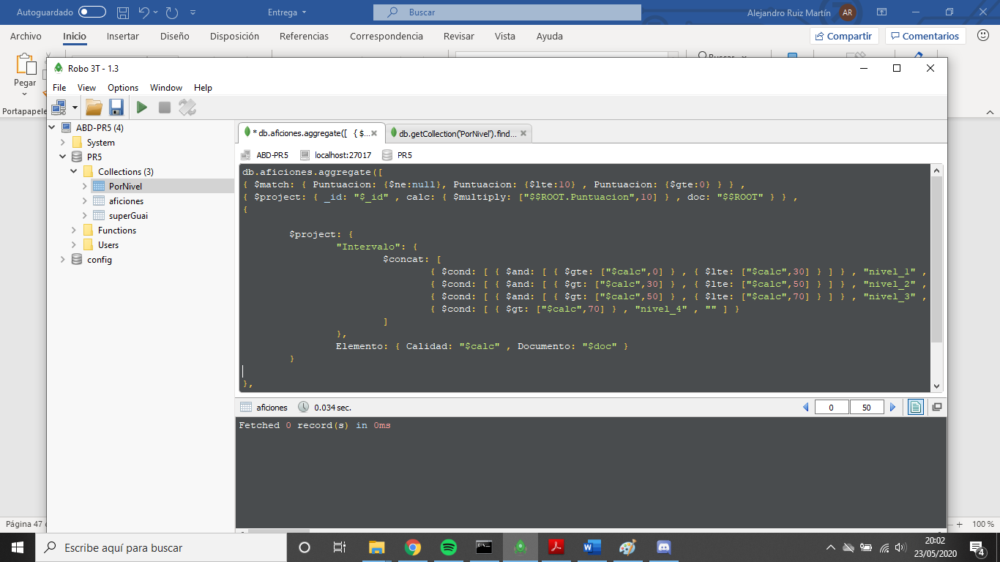 Autoguardado
Entrega
Buscar
Alejandro Ruiz Martín
AR
Archivo Inicio Insertar Diseño Disposición Referencias Correspondencia Revisar Vista Ayuda
Compartir
Comentarios
Pegar
Portapapele
Robo 3T - 1.3
File View Options Window Help
ABD-PR5 (4)
System
PR5
Collections (3)
PorNivel
aficiones
superGuai
Functions
Users
config
* db.aficiones.aggregate([ { $...
db.getCollection('PorNivel').find...
ABD-PR5 localhost:27017 PR5
db.aficiones.aggregate([
{ $match: { Puntuacion: {$ne:null}, Puntuacion: {$lte:10} , Puntuacion: {$gte:0} } } ,
{ $project: { _id: "$_id" , calc: { $multiply: ["$$ROOT.Puntuacion",10] } , doc: "$$ROOT" } } ,
{
$project: {
"Intervalo": {
$concat: [
{ $cond: [ { $and: [ { $gte: ["$calc",0] } , { $lte: ["$calc",30] } ] } , "nivel_1" ,
{ $cond: [ { $and: [ { $gt: ["$calc",30] } , { $lte: ["$calc",50] } ] } , "nivel_2" ,
{ $cond: [ { $and: [ { $gt: ["$calc",50] } , { $lte: ["$calc",70] } ] } , "nivel_3" ,
{ $cond: [ { $gt: ["$calc",70] } , "nivel_4" , "" ] }
]
},
Elemento: { Calidad: "$calc" , Documento: "$doc" }
}
},
aficiones 0.034 sec.
0 50
Fetched 0 record(s) in 0ms
Página 47
100 %
Escribe aquí para buscar
20:02
23/05/2020
4